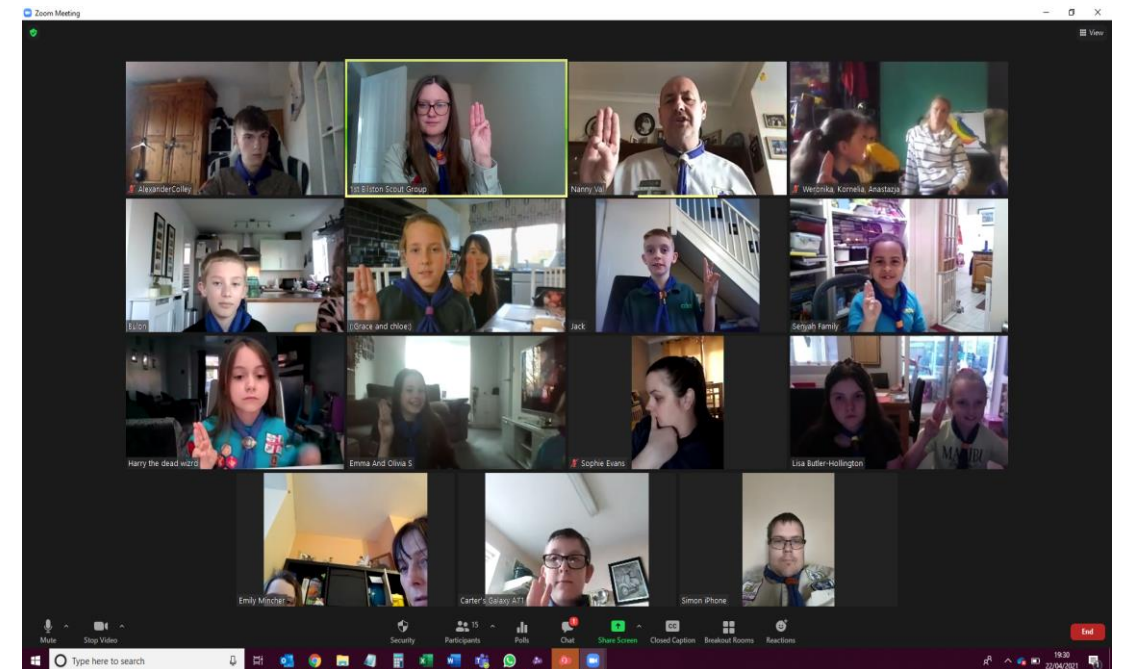 Zoom Meeting
View
AlexanderColley
1st Bilston Scout Group
Nanny Val
Weronika, Kornelia, Anastazja
Eulon
((Grace and chloe))
Jack
Senyah Family
Harry the dead wizrd
Emma And Olivia S
Sophie Evans
Lisa Butler-Hollington
MALIBU
Emily Mincher
Carter's Galaxy A71
Simon iPhone
Mute
Stop Video
Security
Participants 15
Polls
Chat
Share Screen
Closed Caption
Breakout Rooms
Reactions
End
Type here to search
19:30
22/04/2021